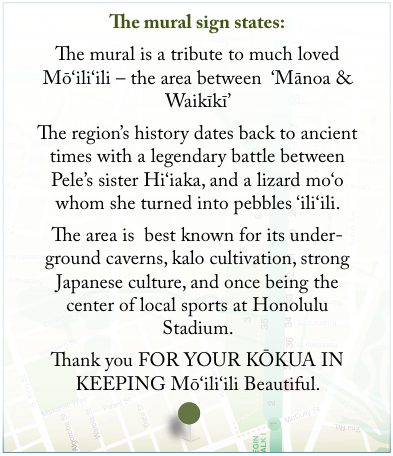 The mural sign states:
The mural is a tribute to much loved
Mōʻiliʻili – the area between ‘Mānoa &
Waikīkī’
The region’s history dates back to ancient
times with a legendary battle between
Pele’s sister Hiʻiaka, and a lizard moʻo
whom she turned into pebbles ʻiliʻili.
The area is best known for its under-
ground caverns, kalo cultivation, strong
Japanese culture, and once being the
center of local sports at Honolulu
Stadium.
Thank you FOR YOUR KŌKUA IN
KEEPING Mōʻiliʻili Beautiful.